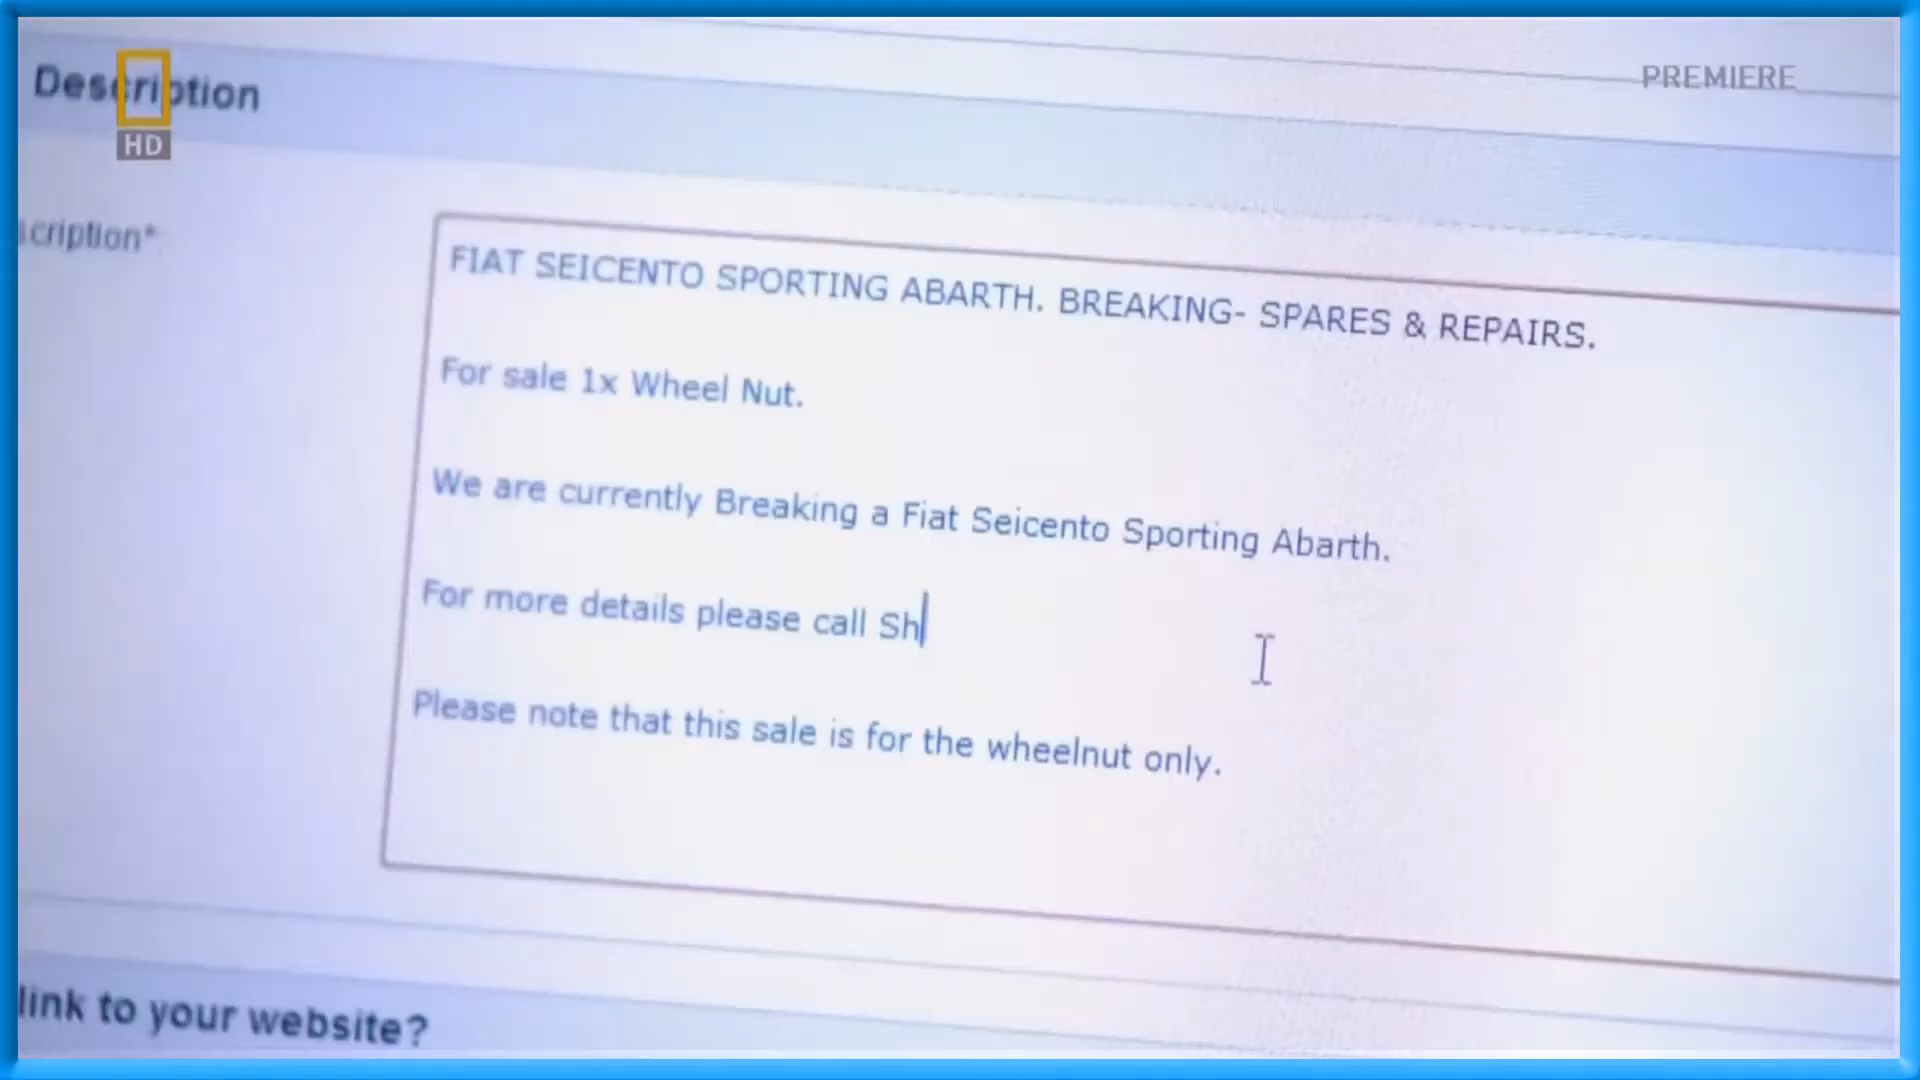 Description
HD
PREMIERE
cription*
FIAT SEICENTO SPORTING ABARTH. BREAKING- SPARES & REPAIRS.
For sale 1x Wheel Nut.
We are currently Breaking a Fiat Seicento Sporting Abarth.
For more details please call Sh
Please note that this sale is for the wheelnut only.
link to your website?